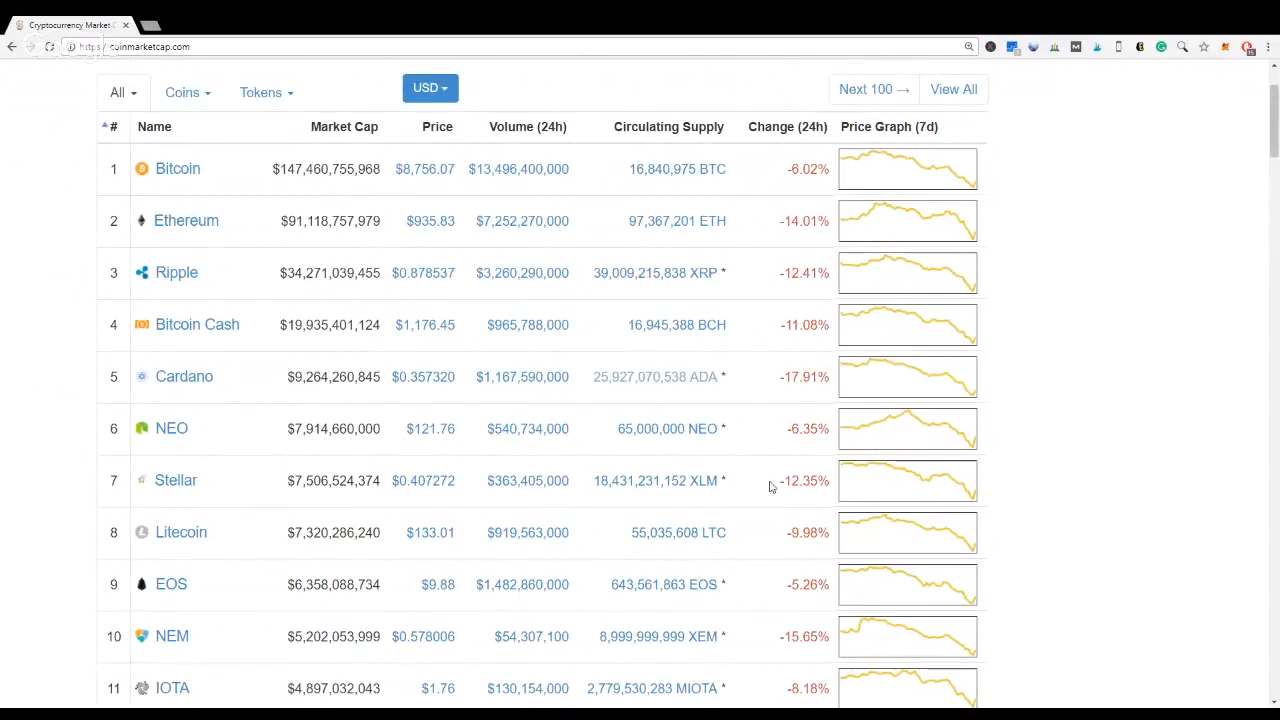 Cryptocurrency Market C
https://coinmarketcap.com
All Coins Tokens USD Next 100 → View All
# Name Market Cap Price Volume (24h) Circulating Supply Change (24h) Price Graph (7d)
1 Bitcoin $147,460,755,968 $8,756.07 $13,496,400,000 16,840,975 BTC -6.02%
2 Ethereum $91,118,757,979 $935.83 $7,252,270,000 97,367,201 ETH -14.01%
3 Ripple $34,271,039,455 $0.878537 $3,260,290,000 39,009,215,838 XRP * -12.41%
4 Bitcoin Cash $19,935,401,124 $1,176.45 $965,788,000 16,945,388 BCH -11.08%
5 Cardano $9,264,260,845 $0.357320 $1,167,590,000 25,927,070,538 ADA * -17.91%
6 NEO $7,914,660,000 $121.76 $540,734,000 65,000,000 NEO * -6.35%
7 Stellar $7,506,524,374 $0.407272 $363,405,000 18,431,231,152 XLM * -12.35%
8 Litecoin $7,320,286,240 $133.01 $919,563,000 55,035,608 LTC -9.98%
9 EOS $6,358,088,734 $9.88 $1,482,860,000 643,561,863 EOS * -5.26%
10 NEM $5,202,053,999 $0.578006 $54,307,100 8,999,999,999 XEM * -15.65%
11 IOTA $4,897,032,043 $1.76 $130,154,000 2,779,530,283 MIOTA * -8.18%